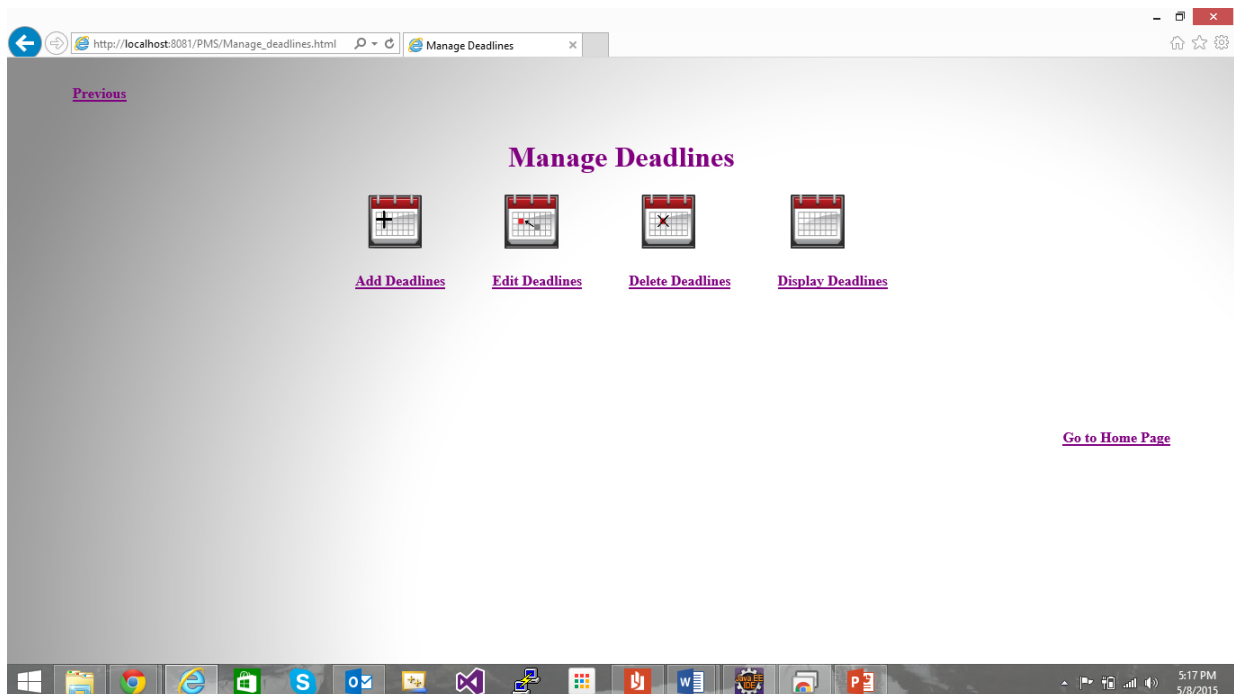 http://localhost:8081/PMS/Manage_deadlines.html
Manage Deadlines
Previous
Manage Deadlines
Add Deadlines Edit Deadlines Delete Deadlines Display Deadlines
Go to Home Page
5:17 PM
5/8/2015